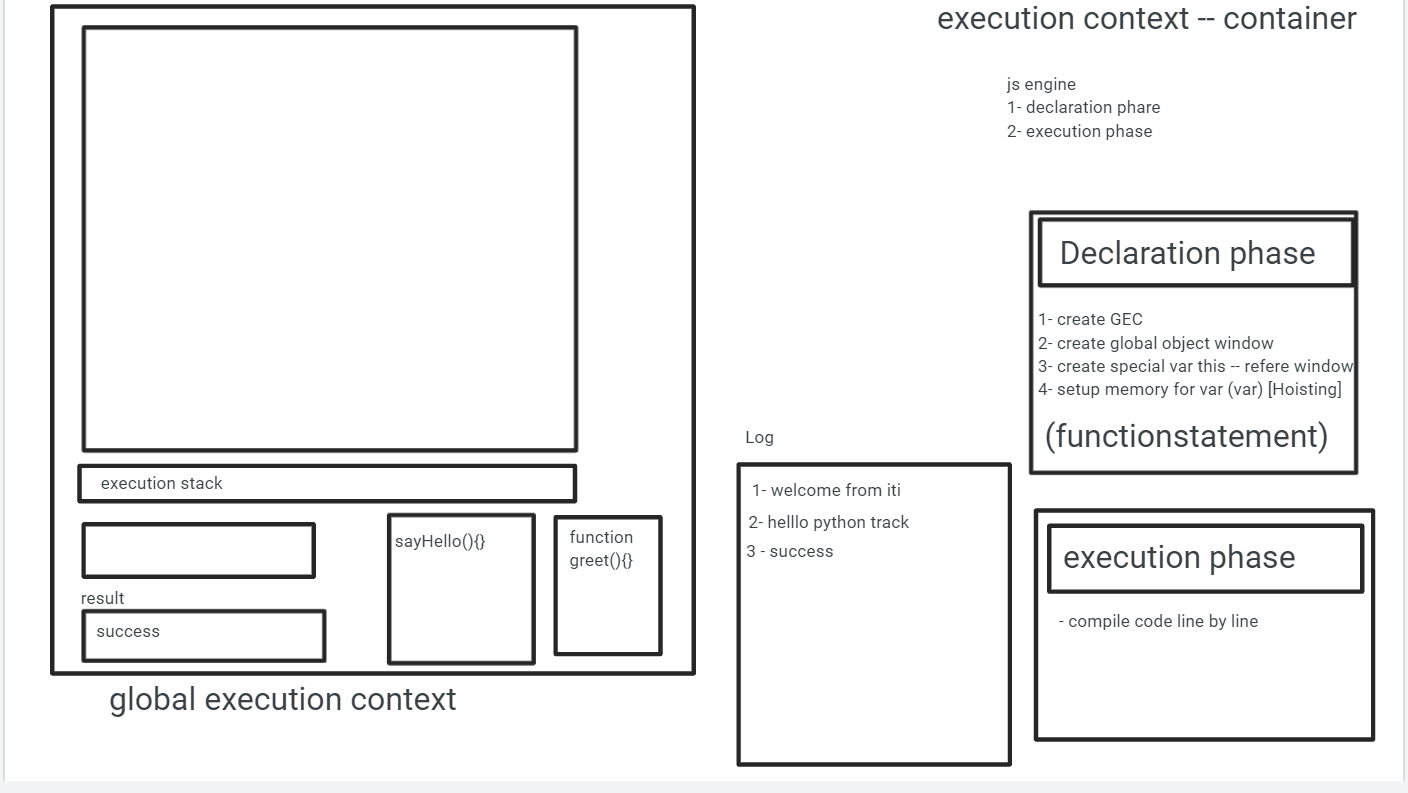 execution context -- container
js engine
1- declaration phare
2- execution phase
Declaration phase
1- create GEC
2- create global object window
3- create special var this -- refere window
4- setup memory for var (var) [Hoisting]
(functionstatement)
Log
1- welcome from iti
2- helllo python track
3 - success
execution phase
- compile code line by line
execution stack
sayHello(){}
function
greet(){}
result
success
global execution context